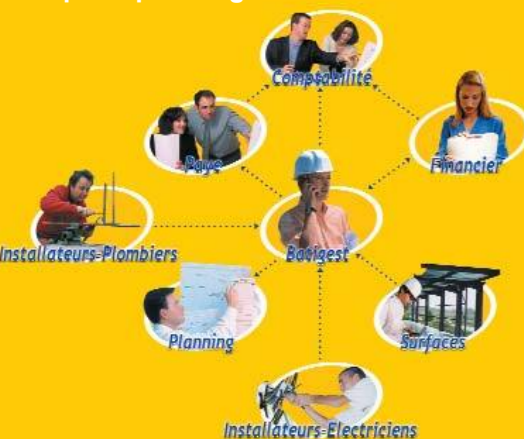 Comptabilité
Paye
Financier
Installateurs-Plombiers
Batigest
Planning
Surfaces
Installateurs-Electriciens